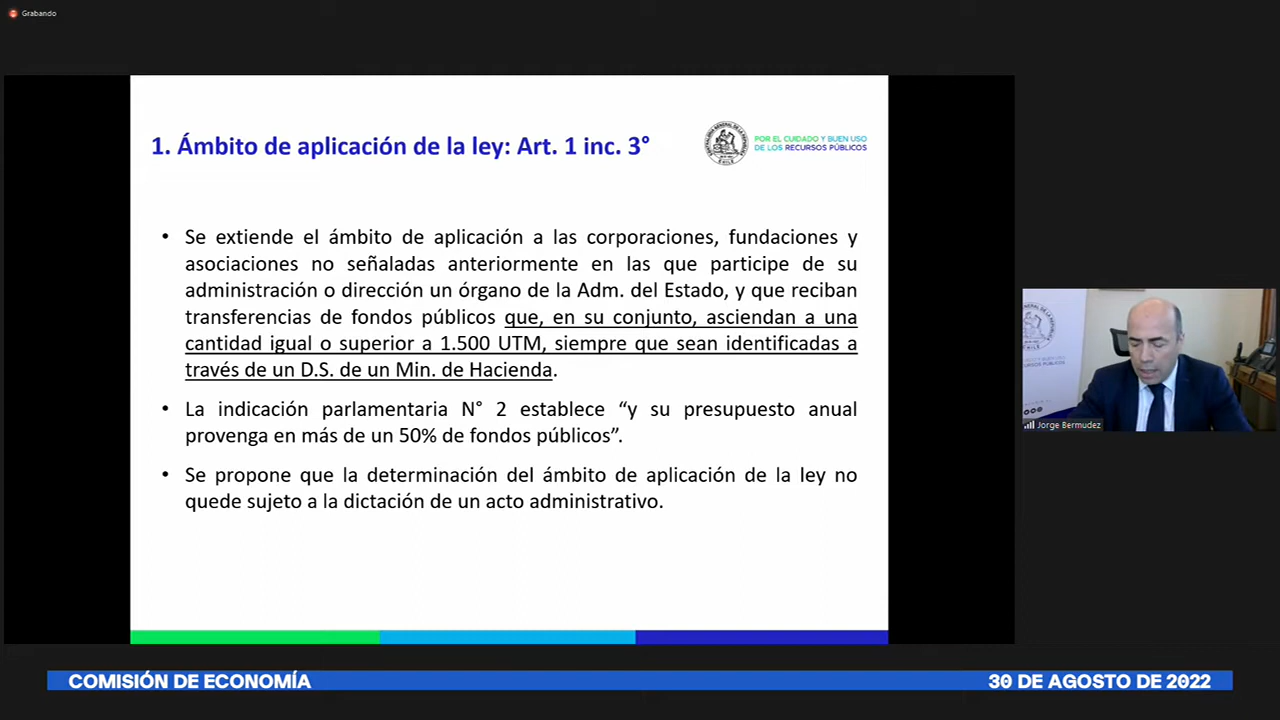 Grabando
1. Ámbito de aplicación de la ley: Art. 1 inc. 3°
POR EL CUIDADO Y BUEN USO
DE LOS RECURSOS PÚBLICOS
• Se extiende el ámbito de aplicación a las corporaciones, fundaciones y
asociaciones no señaladas anteriormente en las que participe de su
administración o dirección un órgano de la Adm. del Estado, y que reciban
transferencias de fondos públicos que, en su conjunto, asciendan a una
cantidad igual o superior a 1.500 UTM, siempre que sean identificadas a
través de un D.S. de un Min. de Hacienda.
• La indicación parlamentaria N° 2 establece “y su presupuesto anual
provenga en más de un 50% de fondos públicos”.
• Se propone que la determinación del ámbito de aplicación de la ley no
quede sujeto a la dictación de un acto administrativo.
Jorge Bermudez
COMISIÓN DE ECONOMÍA
30 DE AGOSTO DE 2022